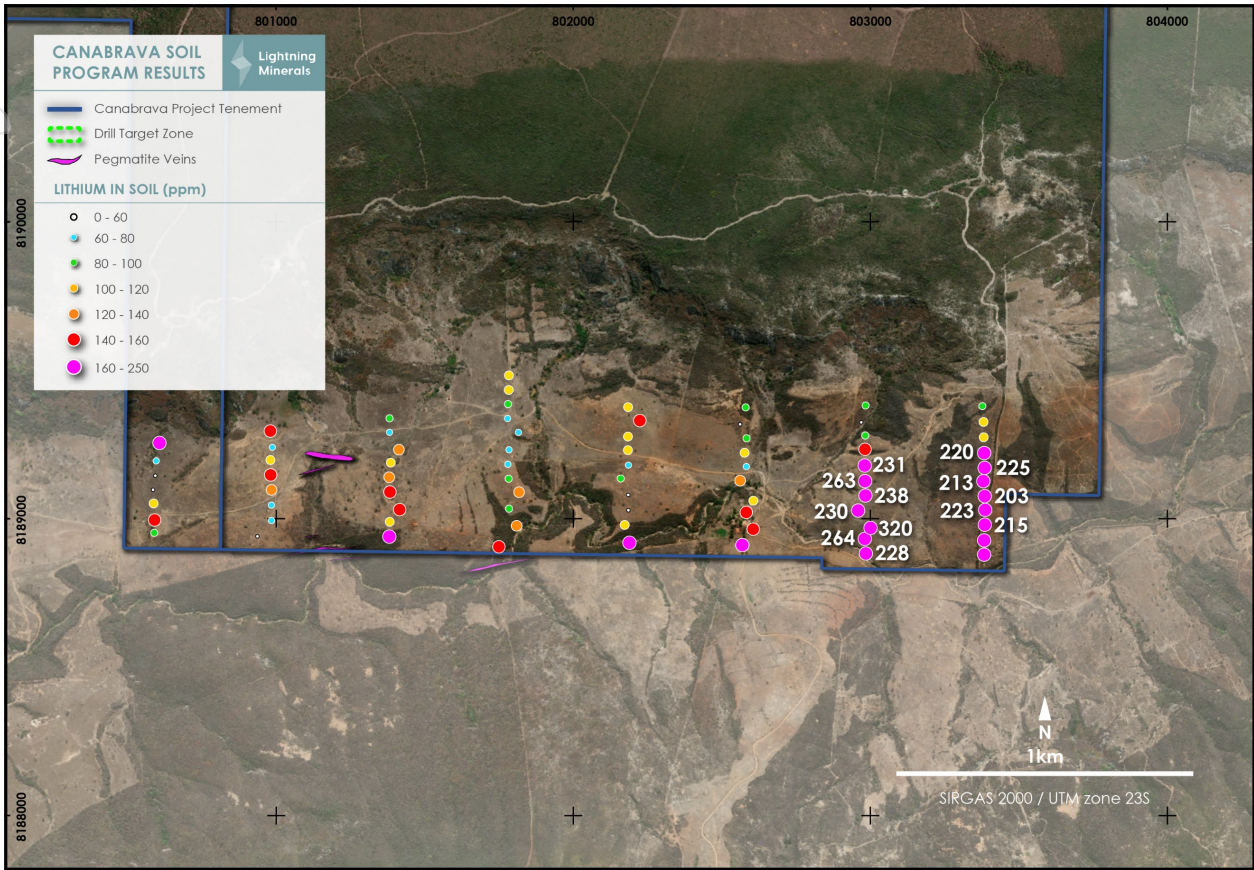 801000
802000
803000
804000
CANABRAVA SOIL
PROGRAM RESULTS
Lightning
Minerals
Canabrava Project Tenement
Drill Target Zone
Pegmatite Veins
LITHIUM IN SOIL (ppm)
0 - 60
60 - 80
80 - 100
100 - 120
120 - 140
140 - 160
160 - 250
8190000
8189000
8188000
231
263
238
230
320
264
228
220
225
213
203
223
215
N
1km
SIRGAS 2000 / UTM zone 23S